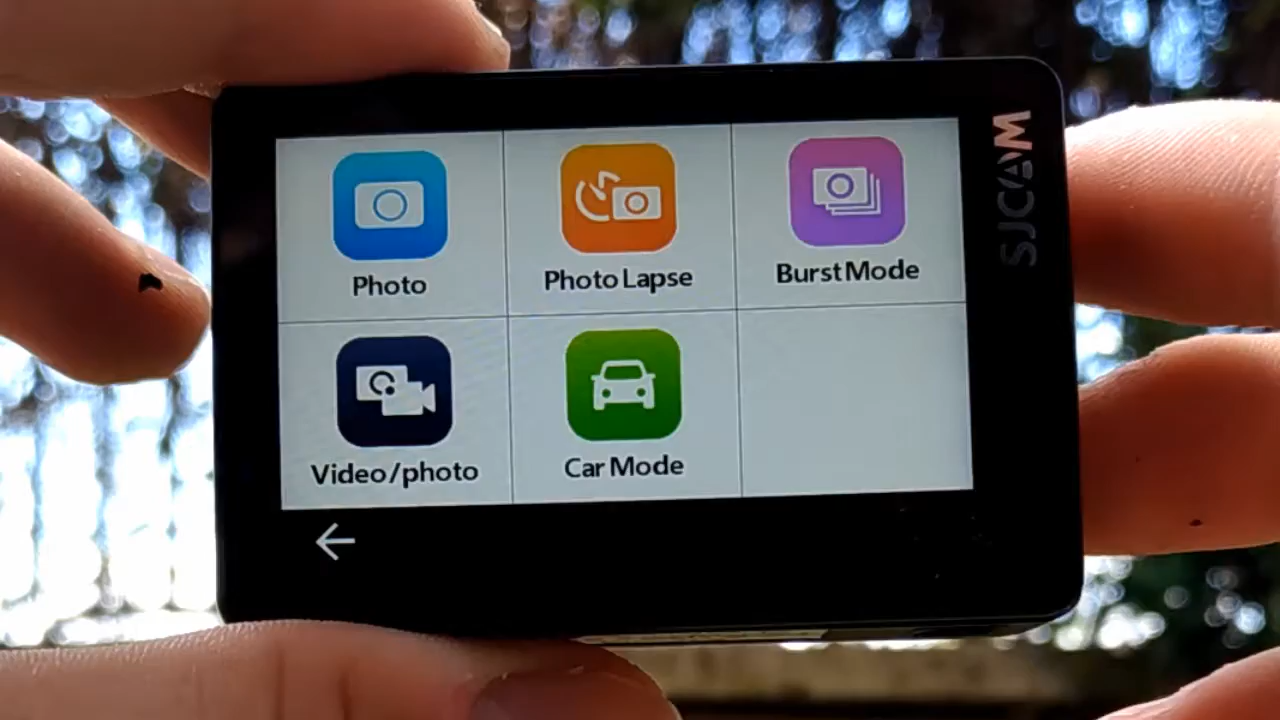 Photo
Photo Lapse
Burst Mode
Video/photo
Car Mode
SJCAM